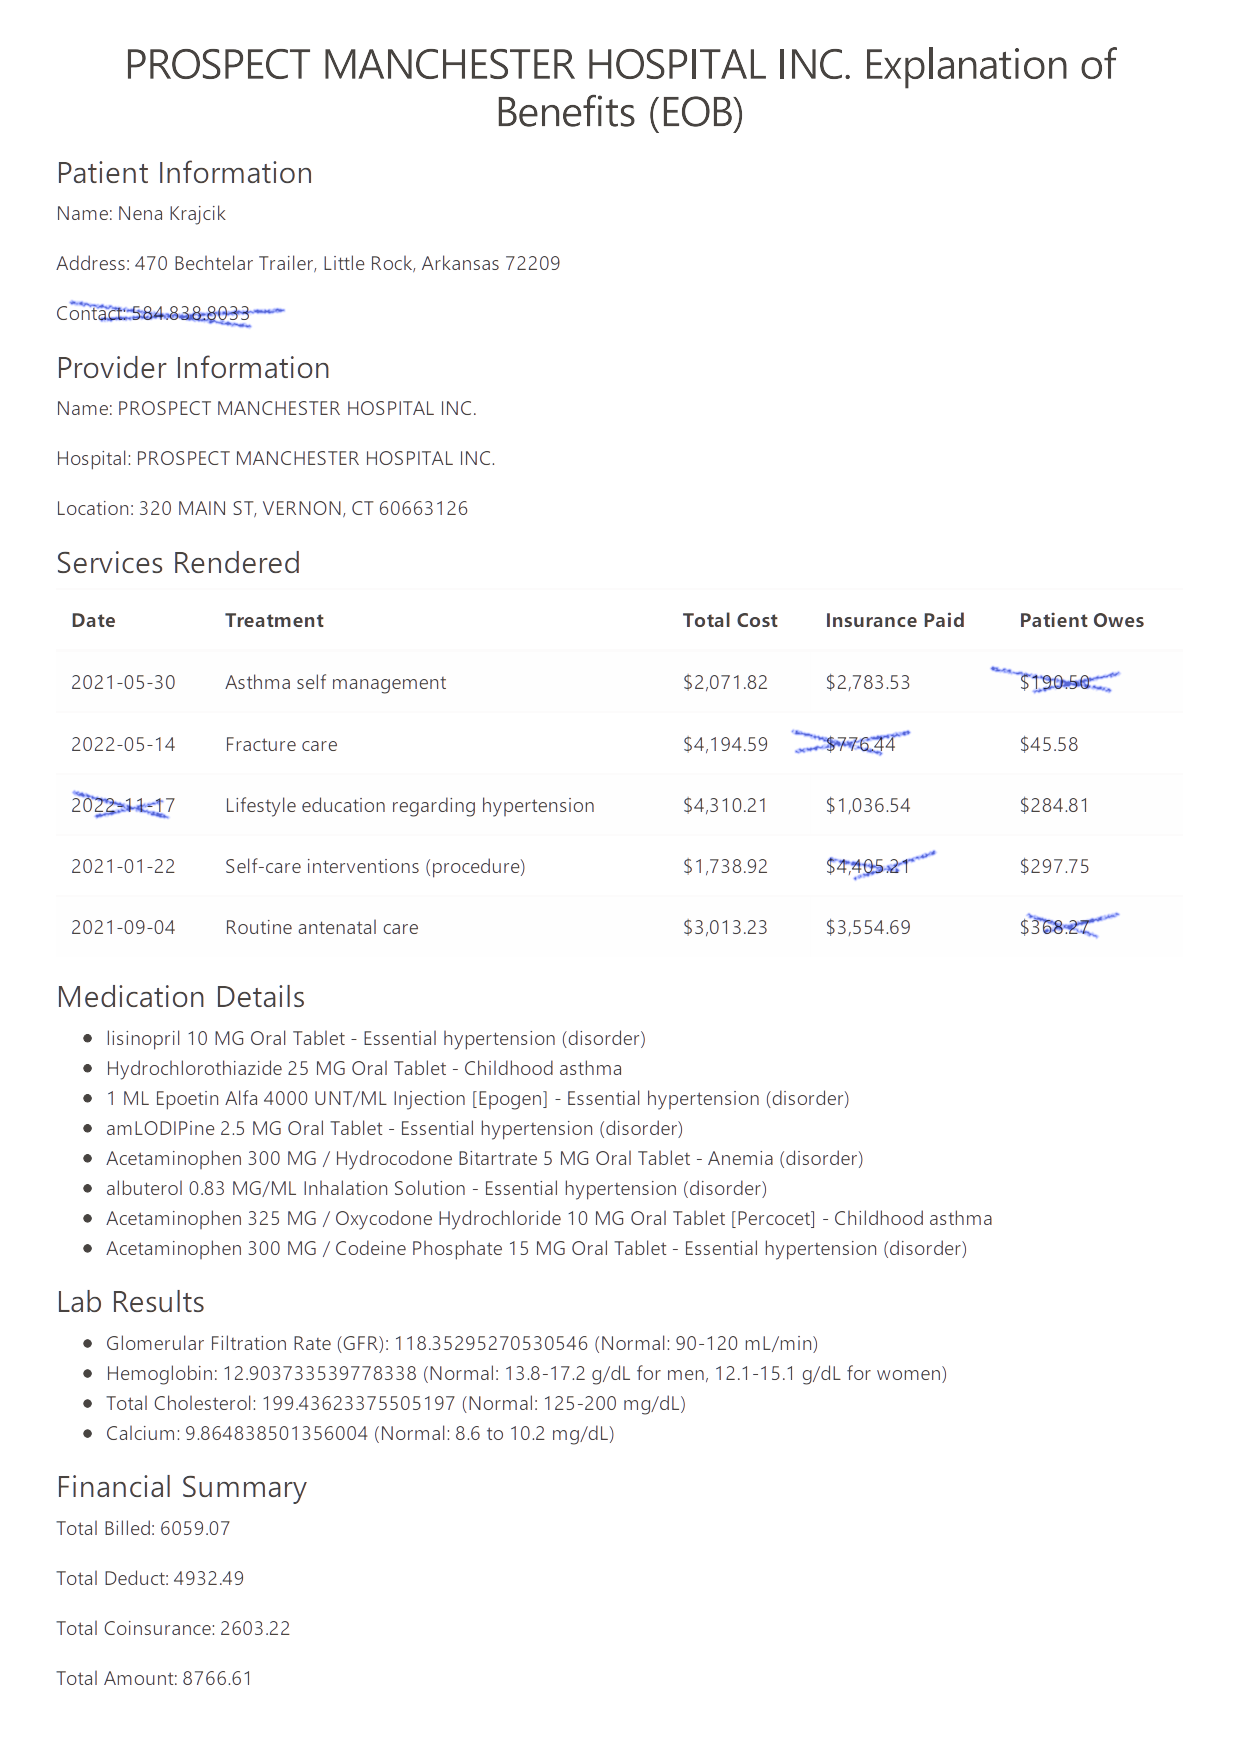 PROSPECT MANCHESTER HOSPITAL INC. Explanation of
Benefits (EOB)
Patient Information
Name: Nena Krajcik
Address: 470 Bechtelar Trailer, Little Rock, Arkansas 72209
Contact: 584.838.8033
Provider Information
Name: PROSPECT MANCHESTER HOSPITAL INC.
Hospital: PROSPECT MANCHESTER HOSPITAL INC.
Location: 320 MAIN ST, VERNON, CT 60663126
Services Rendered
Date Treatment Total Cost Insurance Paid Patient Owes
2021-05-30 Asthma self management $2,071.82 $2,783.53 $190.50
2022-05-14 Fracture care $4,194.59 $776.44 $45.58
2022-11-17 Lifestyle education regarding hypertension $4,310.21 $1,036.54 $284.81
2021-01-22 Self-care interventions (procedure) $1,738.92 $4,405.21 $297.75
2021-09-04 Routine antenatal care $3,013.23 $3,554.69 $368.27
Medication Details
• lisinopril 10 MG Oral Tablet - Essential hypertension (disorder)
• Hydrochlorothiazide 25 MG Oral Tablet - Childhood asthma
• 1 ML Epoetin Alfa 4000 UNT/ML Injection [Epogen] - Essential hypertension (disorder)
• amLODIPine 2.5 MG Oral Tablet - Essential hypertension (disorder)
• Acetaminophen 300 MG / Hydrocodone Bitartrate 5 MG Oral Tablet - Anemia (disorder)
• albuterol 0.83 MG/ML Inhalation Solution - Essential hypertension (disorder)
• Acetaminophen 325 MG / Oxycodone Hydrochloride 10 MG Oral Tablet [Percocet] - Childhood asthma
• Acetaminophen 300 MG / Codeine Phosphate 15 MG Oral Tablet - Essential hypertension (disorder)
Lab Results
• Glomerular Filtration Rate (GFR): 118.35295270530546 (Normal: 90-120 mL/min)
• Hemoglobin: 12.903733539778338 (Normal: 13.8-17.2 g/dL for men, 12.1-15.1 g/dL for women)
• Total Cholesterol: 199.43623375505197 (Normal: 125-200 mg/dL)
• Calcium: 9.864838501356004 (Normal: 8.6 to 10.2 mg/dL)
Financial Summary
Total Billed: 6059.07
Total Deduct: 4932.49
Total Coinsurance: 2603.22
Total Amount: 8766.61